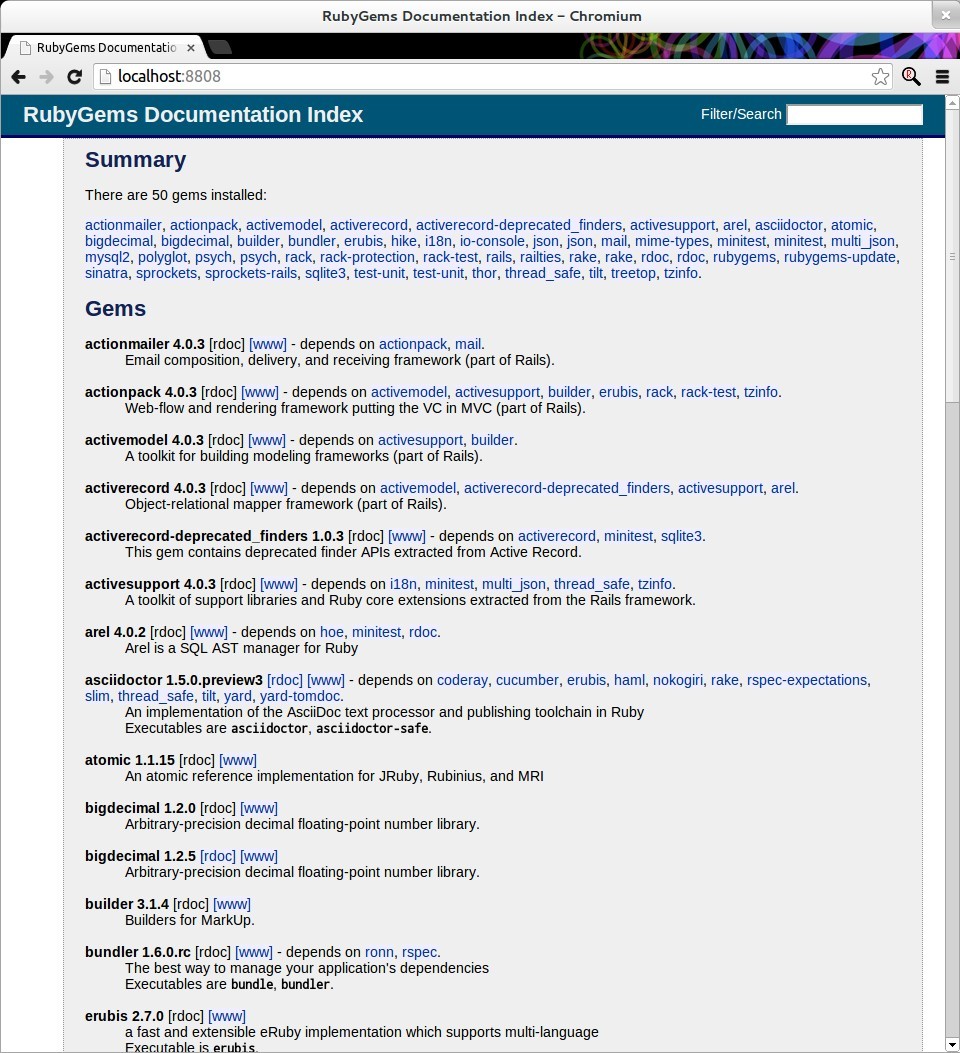 RubyGems Documentation Index - Chromium
RubyGems Documentatio
localhost:8808
RubyGems Documentation Index
Filter/Search
Summary
There are 50 gems installed:
actionmailer, actionpack, activemodel, activerecord, activerecord-deprecated_finders, activesupport, arel, asciidoctor, atomic,
bigdecimal, bigdecimal, builder, bundler, erubis, hike, i18n, io-console, json, json, mail, mime-types, minitest, minitest, multi_json,
mysql2, polyglot, psych, psych, rack, rack-protection, rack-test, rails, railties, rake, rake, rdoc, rdoc, rubygems, rubygems-update,
sinatra, sprockets, sprockets-rails, sqlite3, test-unit, test-unit, thor, thread_safe, tilt, treetop, tzinfo.
Gems
actionmailer 4.0.3 [rdoc] [www] - depends on actionpack, mail.
Email composition, delivery, and receiving framework (part of Rails).
actionpack 4.0.3 [rdoc] [www] - depends on activemodel, activesupport, builder, erubis, rack, rack-test, tzinfo.
Web-flow and rendering framework putting the VC in MVC (part of Rails).
activemodel 4.0.3 [rdoc] [www] - depends on activesupport, builder.
A toolkit for building modeling frameworks (part of Rails).
activerecord 4.0.3 [rdoc] [www] - depends on activemodel, activerecord-deprecated_finders, activesupport, arel.
Object-relational mapper framework (part of Rails).
activerecord-deprecated_finders 1.0.3 [rdoc] [www] - depends on activerecord, minitest, sqlite3.
This gem contains deprecated finder APIs extracted from Active Record.
activesupport 4.0.3 [rdoc] [www] - depends on i18n, minitest, multi_json, thread_safe, tzinfo.
A toolkit of support libraries and Ruby core extensions extracted from the Rails framework.
arel 4.0.2 [rdoc] [www] - depends on hoe, minitest, rdoc.
Arel is a SQL AST manager for Ruby
asciidoctor 1.5.0.preview3 [rdoc] [www] - depends on coderay, cucumber, erubis, haml, nokogiri, rake, rspec-expectations,
slim, thread_safe, tilt, yard, yard-tomdoc.
An implementation of the AsciiDoc text processor and publishing toolchain in Ruby
Executables are asciidoctor, asciidoctor-safe.
atomic 1.1.15 [rdoc] [www]
An atomic reference implementation for JRuby, Rubinius, and MRI
bigdecimal 1.2.0 [rdoc] [www]
Arbitrary-precision decimal floating-point number library.
bigdecimal 1.2.5 [rdoc] [www]
Arbitrary-precision decimal floating-point number library.
builder 3.1.4 [rdoc] [www]
Builders for MarkUp.
bundler 1.6.0.rc [rdoc] [www] - depends on ronn, rspec.
The best way to manage your application's dependencies
Executables are bundle, bundler.
erubis 2.7.0 [rdoc] [www]
a fast and extensible eRuby implementation which supports multi-language
Executable is erubis.